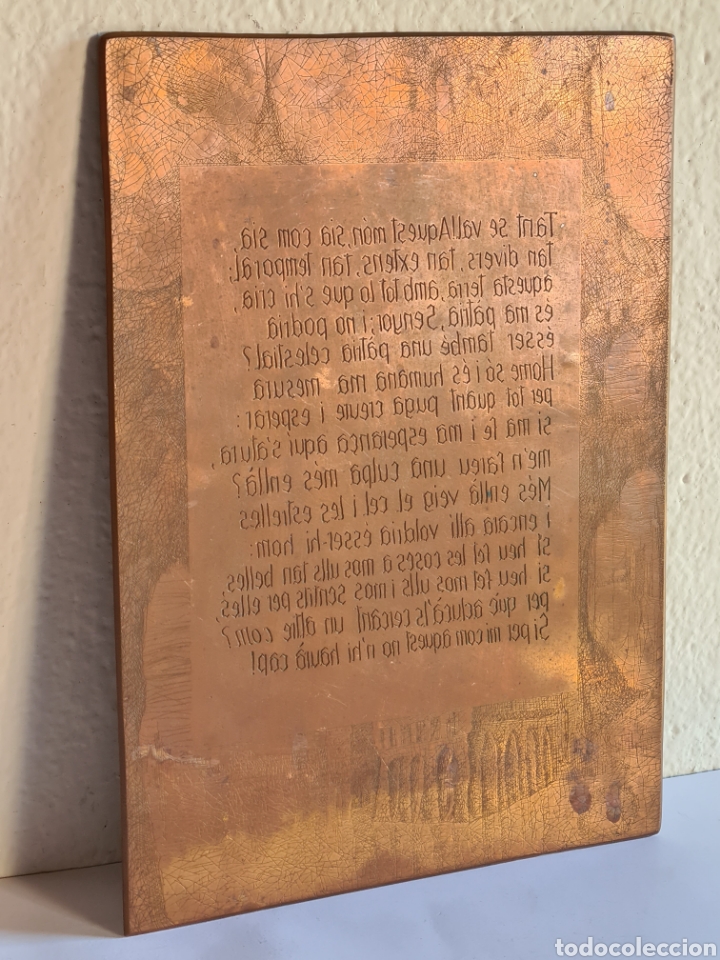 Tant se val! Aquest món, sia com sia,
tan divers, tan extens, tan temporal;
aquesta terra, amb tot lo que s'hi cria,
és ma pàtria, Senyor; i no podria
ésser també una pàtria celestial?
Home só i és humana ma mesura
per tot quant puga creure i esperar:
si ma fe i ma esperança aquí s'atura,
me'n fareu una culpa més enllà?
Més enllà veig el cel i les estrelles
i encara allí voldria ésser-hi hom:
si heu fet les coses a mos ulls tan belles,
si heu fet mos ulls i mos sentits per elles,
per què aclucà'ls cercant un altre com?
Si per mi com aquest no n'hi haurà cap!
todocoleccion